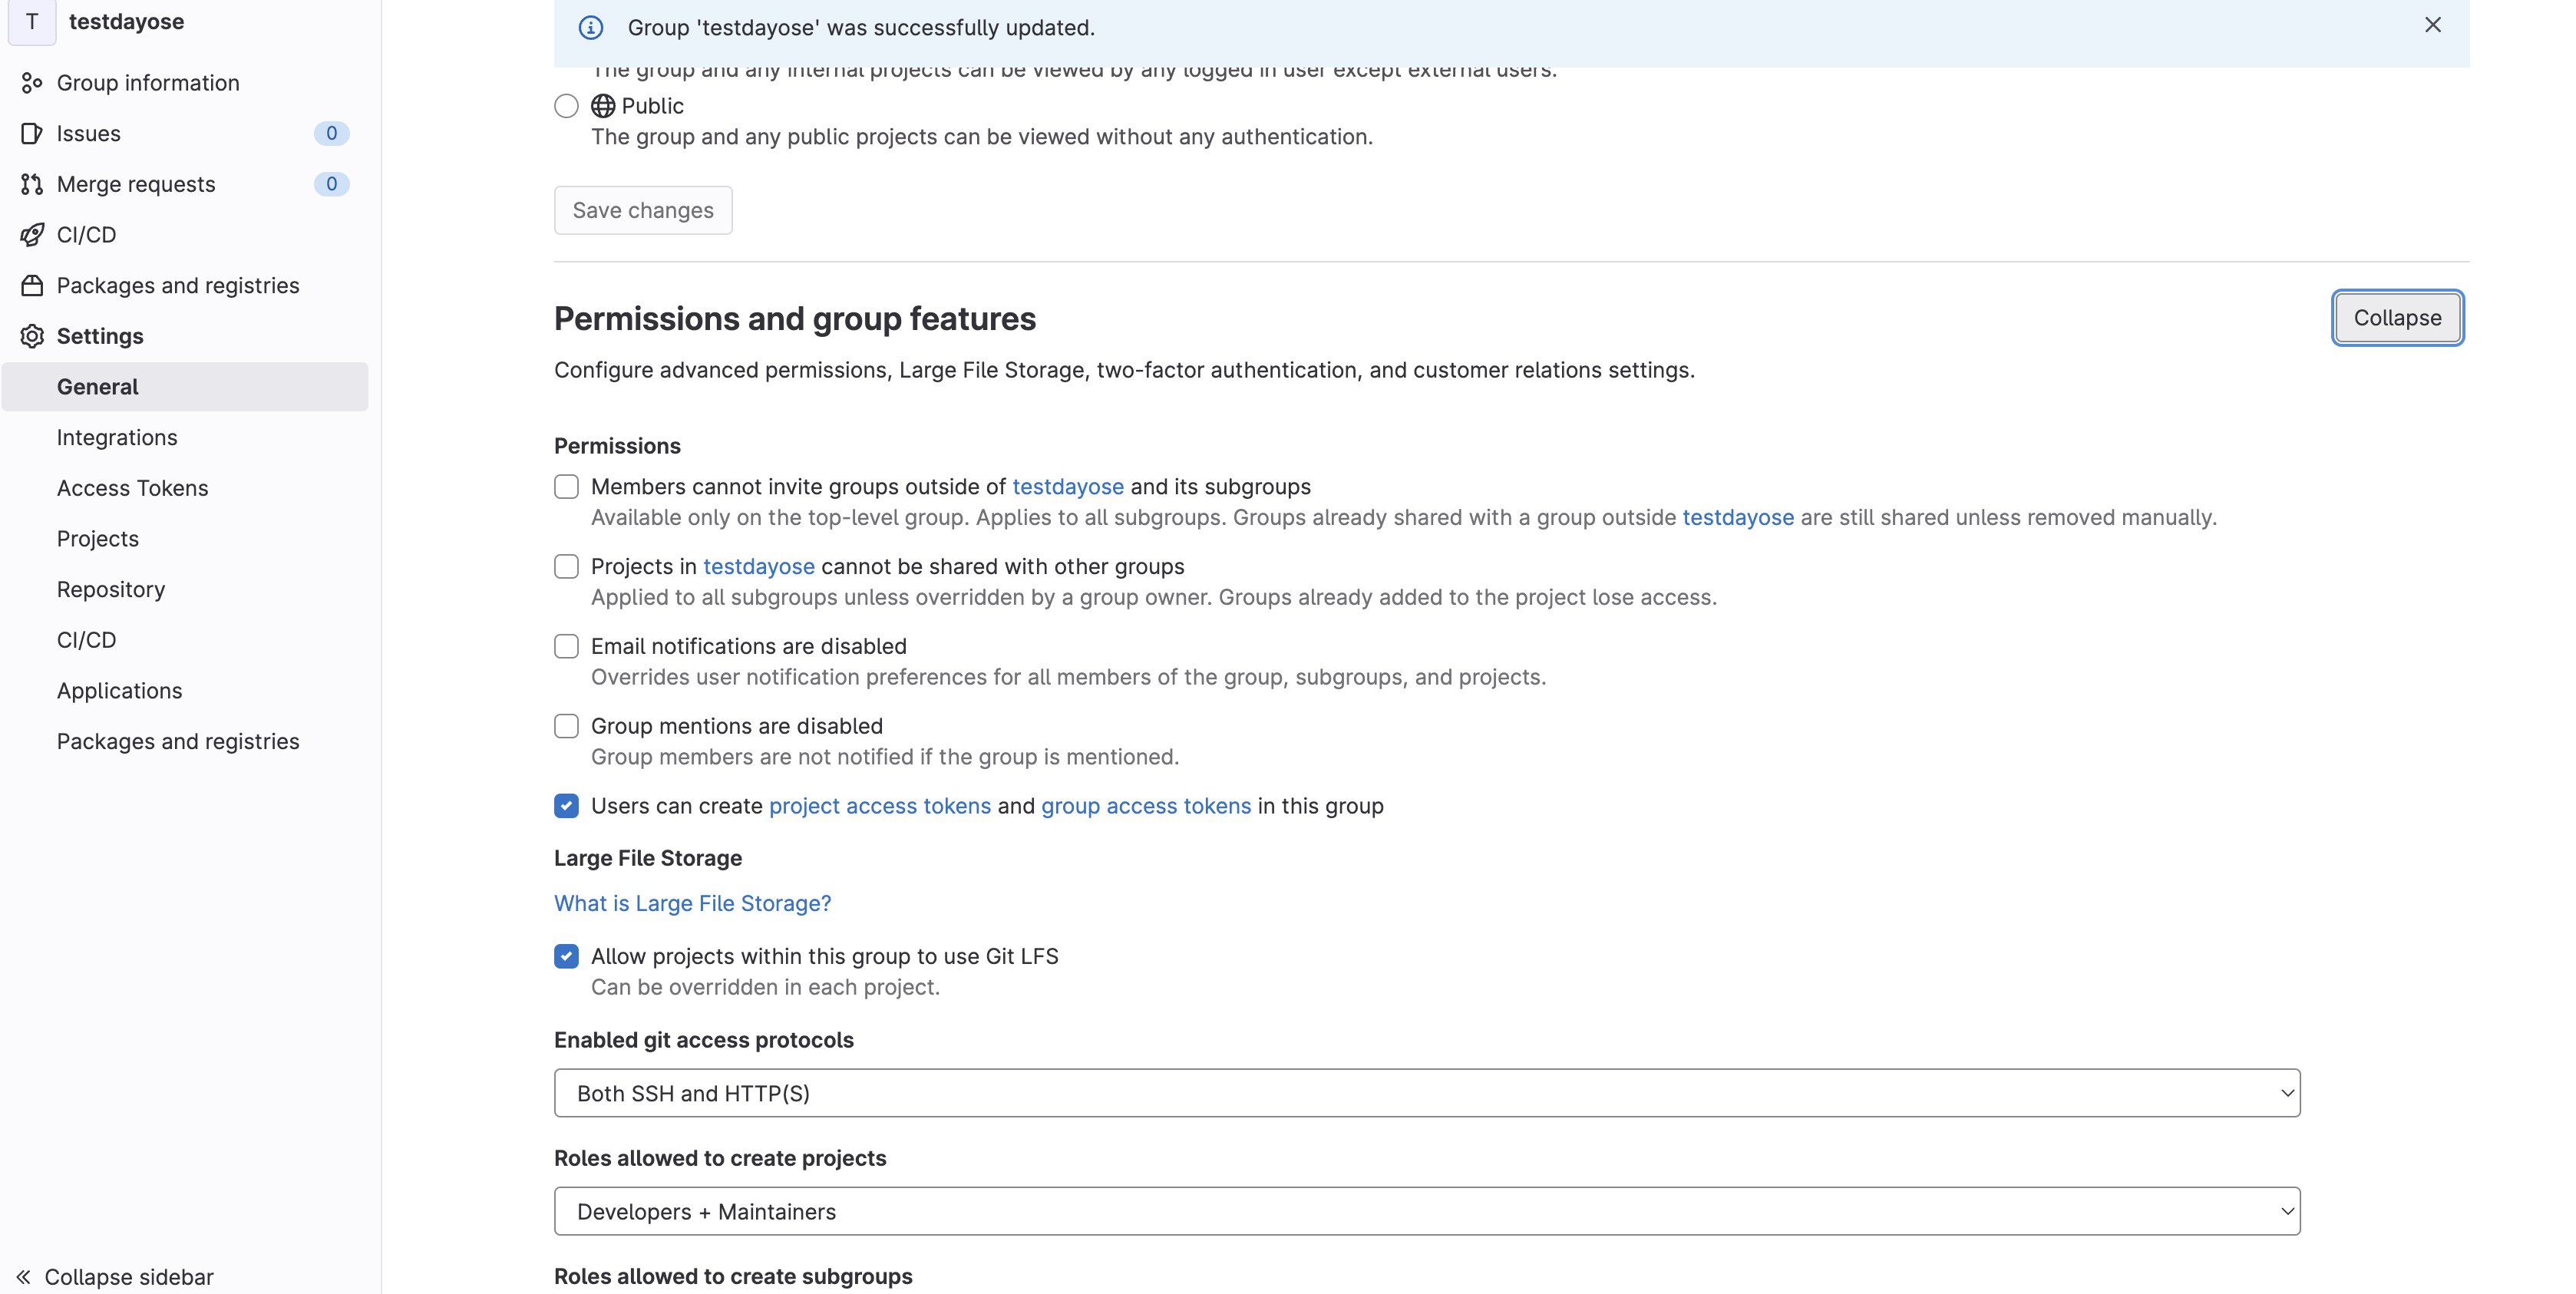 T testdayose
Group information
Issues 0
Merge requests 0
CI/CD
Packages and registries
Settings
General
Integrations
Access Tokens
Projects
Repository
CI/CD
Applications
Packages and registries
Collapse sidebar
Group 'testdayose' was successfully updated.
The group and any internal projects can be viewed by any logged in user except external users.
Public
The group and any public projects can be viewed without any authentication.
Save changes
Permissions and group features
Collapse
Configure advanced permissions, Large File Storage, two-factor authentication, and customer relations settings.
Permissions
Members cannot invite groups outside of testdayose and its subgroups
Available only on the top-level group. Applies to all subgroups. Groups already shared with a group outside testdayose are still shared unless removed manually.
Projects in testdayose cannot be shared with other groups
Applied to all subgroups unless overridden by a group owner. Groups already added to the project lose access.
Email notifications are disabled
Overrides user notification preferences for all members of the group, subgroups, and projects.
Group mentions are disabled
Group members are not notified if the group is mentioned.
Users can create project access tokens and group access tokens in this group
Large File Storage
What is Large File Storage?
Allow projects within this group to use Git LFS
Can be overridden in each project.
Enabled git access protocols
Both SSH and HTTP(S)
Roles allowed to create projects
Developers + Maintainers
Roles allowed to create subgroups